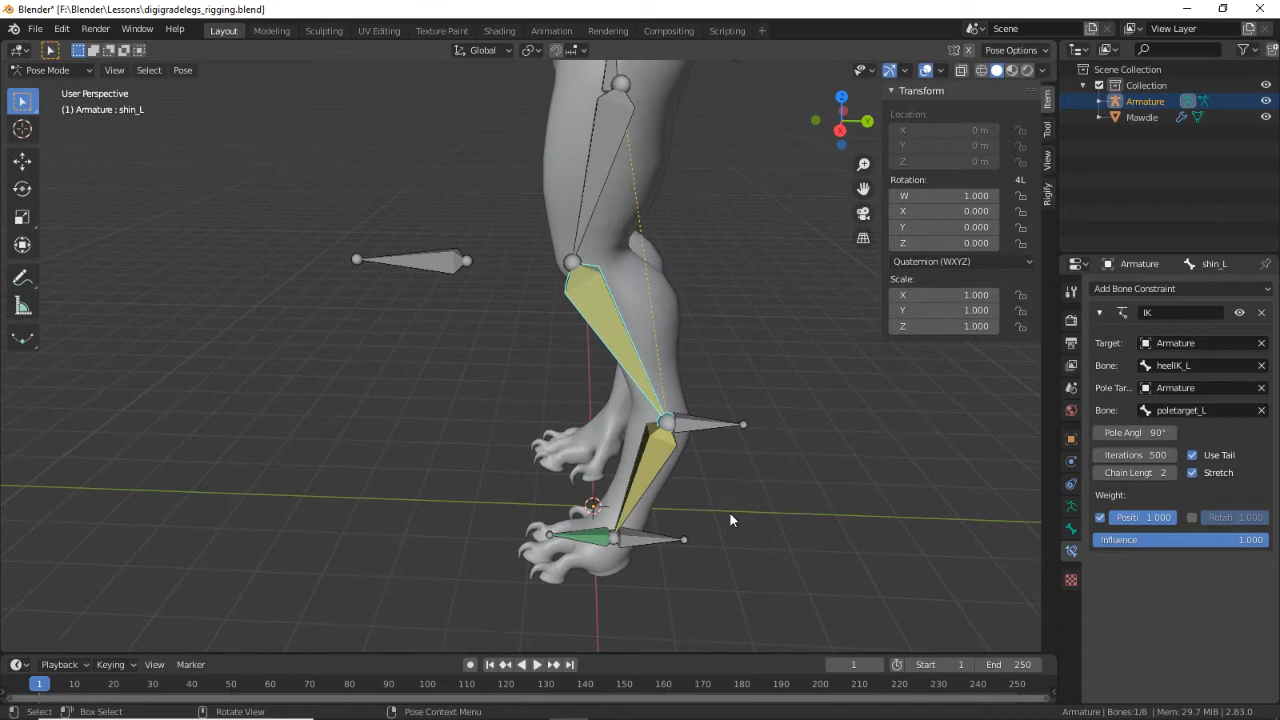 Blender* [F:\Blender\Lessons\digigradelegs_rigging.blend]
File Edit Render Window Help Layout Modeling Sculpting UV Editing Texture Paint Shading Animation Rendering Compositing Scripting + Scene View Layer
Global Pose Options
Pose Mode View Select Pose
User Perspective
(1) Armature : shin_L
Transform
Location:
X 0 m
Y 0 m
Z 0 m
Rotation: 4L
W 1.000
X 0.000
Y 0.000
Z 0.000
Quaternion (WXYZ)
Scale:
X 1.000
Y 1.000
Z 1.000
Item
Tool
View
Rigify
Scene Collection
Collection
Armature
Mawdle
Armature shin_L
Add Bone Constraint
IK
Target: Armature
Bone: heelIK_L
Pole Tar... Armature
Bone: poletarget_L
Pole Angl 90°
Iterations 500 Use Tail
Chain Lengt 2 Stretch
Weight:
Positi 1.000 Rotati 1.000
Influence 1.000
Playback Keying View Marker 1 Start 1 End 250
1 10 20 30 40 50 60 70 80 90 100 110 120 130 140 150 160 170 180 190 200 210 220 230 240 250
Select Box Select Rotate View Pose Context Menu Armature | Bones:1/8 | Mem: 29.7 MiB | 2.83.0